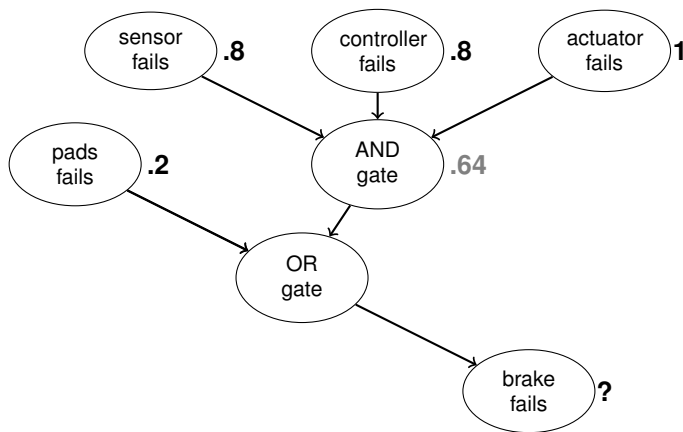 sensor
fails
.8
controller
fails
.8
actuator
fails
1
pads
fails
.2
AND
gate
.64
OR
gate
brake
fails
?